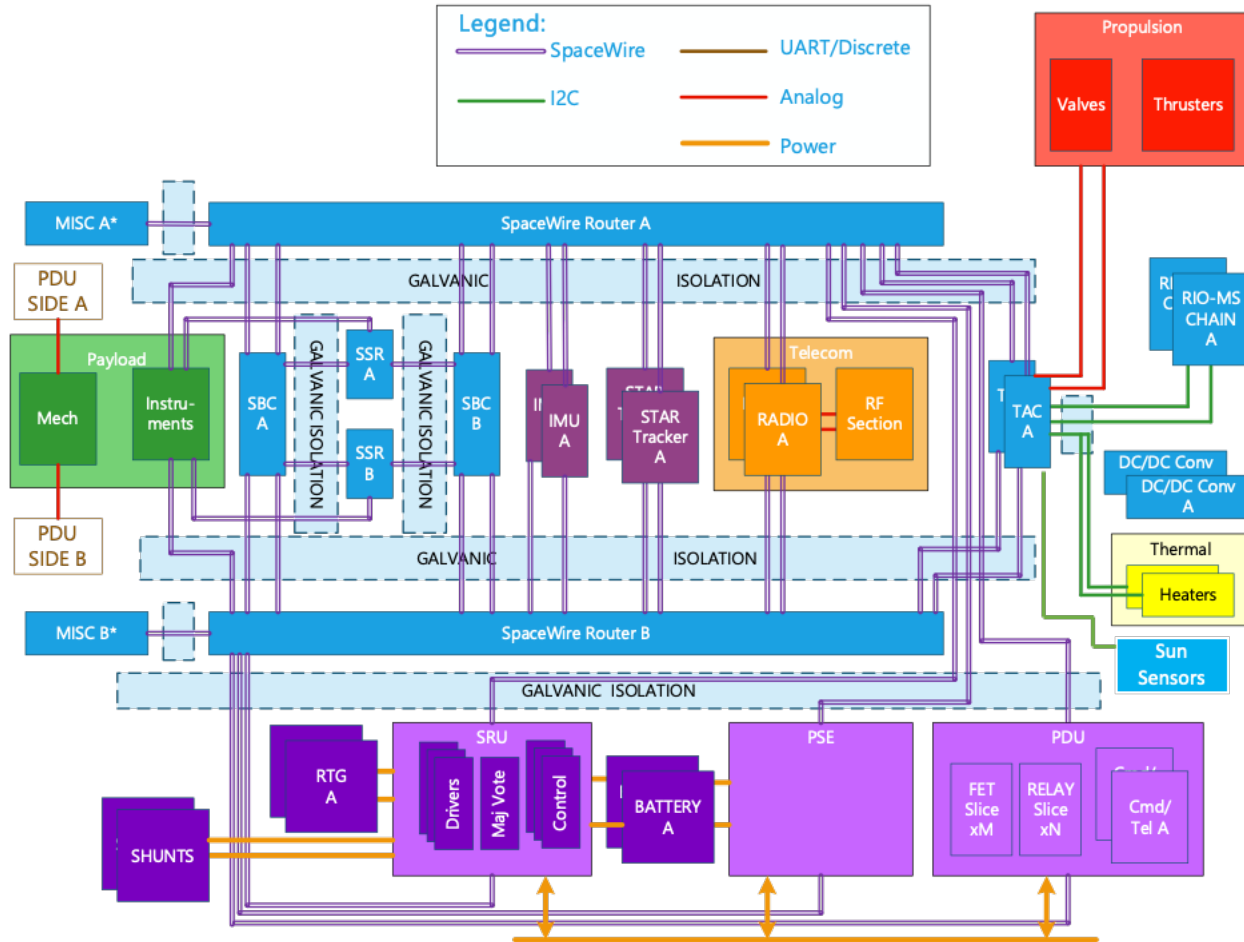 Legend:
SpaceWire
UART/Discrete
I2C
Analog
Power
Propulsion
Valves
Thrusters
MISC A*
SpaceWire Router A
PDU
SIDE A
GALVANIC
ISOLATION
RIO-MS
CHAIN
A
Payload
Mech
Instru-
ments
SBC
A
GALVANIC ISOLATION
SSR
A
SSR
B
GALVANIC ISOLATION
SBC
B
IMU
A
STAR
Tracker
A
Telecom
RADIO
A
RF
Section
TAC
A
DC/DC Conv
DC/DC Conv
A
PDU
SIDE B
GALVANIC
ISOLATION
Thermal
Heaters
MISC B*
SpaceWire Router B
Sun
Sensors
GALVANIC ISOLATION
SRU
PSE
PDU
RTG
A
Drivers
Maj Vote
Control
BATTERY
A
FET
Slice
xM
RELAY
Slice
xN
Cmd/
Tel A
SHUNTS